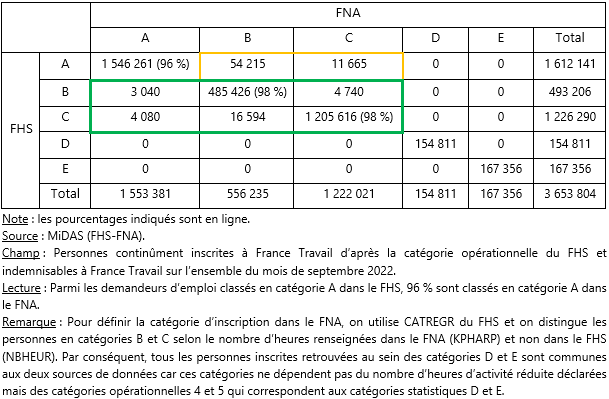 FNA
A B C D E Total
FHS
A 1 546 261 (96 %) 54 215 11 665 0 0 1 612 141
B 3 040 485 426 (98 %) 4 740 0 0 493 206
C 4 080 16 594 1 205 616 (98 %) 0 0 1 226 290
D 0 0 0 154 811 0 154 811
E 0 0 0 0 167 356 167 356
Total 1 553 381 556 235 1 222 021 154 811 167 356 3 653 804
Note : les pourcentages indiqués sont en ligne.
Source : MiDAS (FHS-FNA).
Champ : Personnes continûment inscrites à France Travail d'après la catégorie opérationnelle du FHS et
indemnisables à France Travail sur l'ensemble du mois de septembre 2022.
Lecture : Parmi les demandeurs d'emploi classés en catégorie A dans le FHS, 96 % sont classés en catégorie A dans
le FNA.
Remarque : Pour définir la catégorie d'inscription dans le FNA, on utilise CATREGR du FHS et on distingue les
personnes en catégories B et C selon le nombre d'heures renseignées dans le FNA (KPHARP) et non dans le FHS
(NBHEUR). Par conséquent, tous les personnes inscrites retrouvées au sein des catégories D et E sont communes
aux deux sources de données car ces catégories ne dépendent pas du nombre d'heures d'activité réduite déclarées
mais des catégories opérationnelles 4 et 5 qui correspondent aux catégories statistiques D et E.